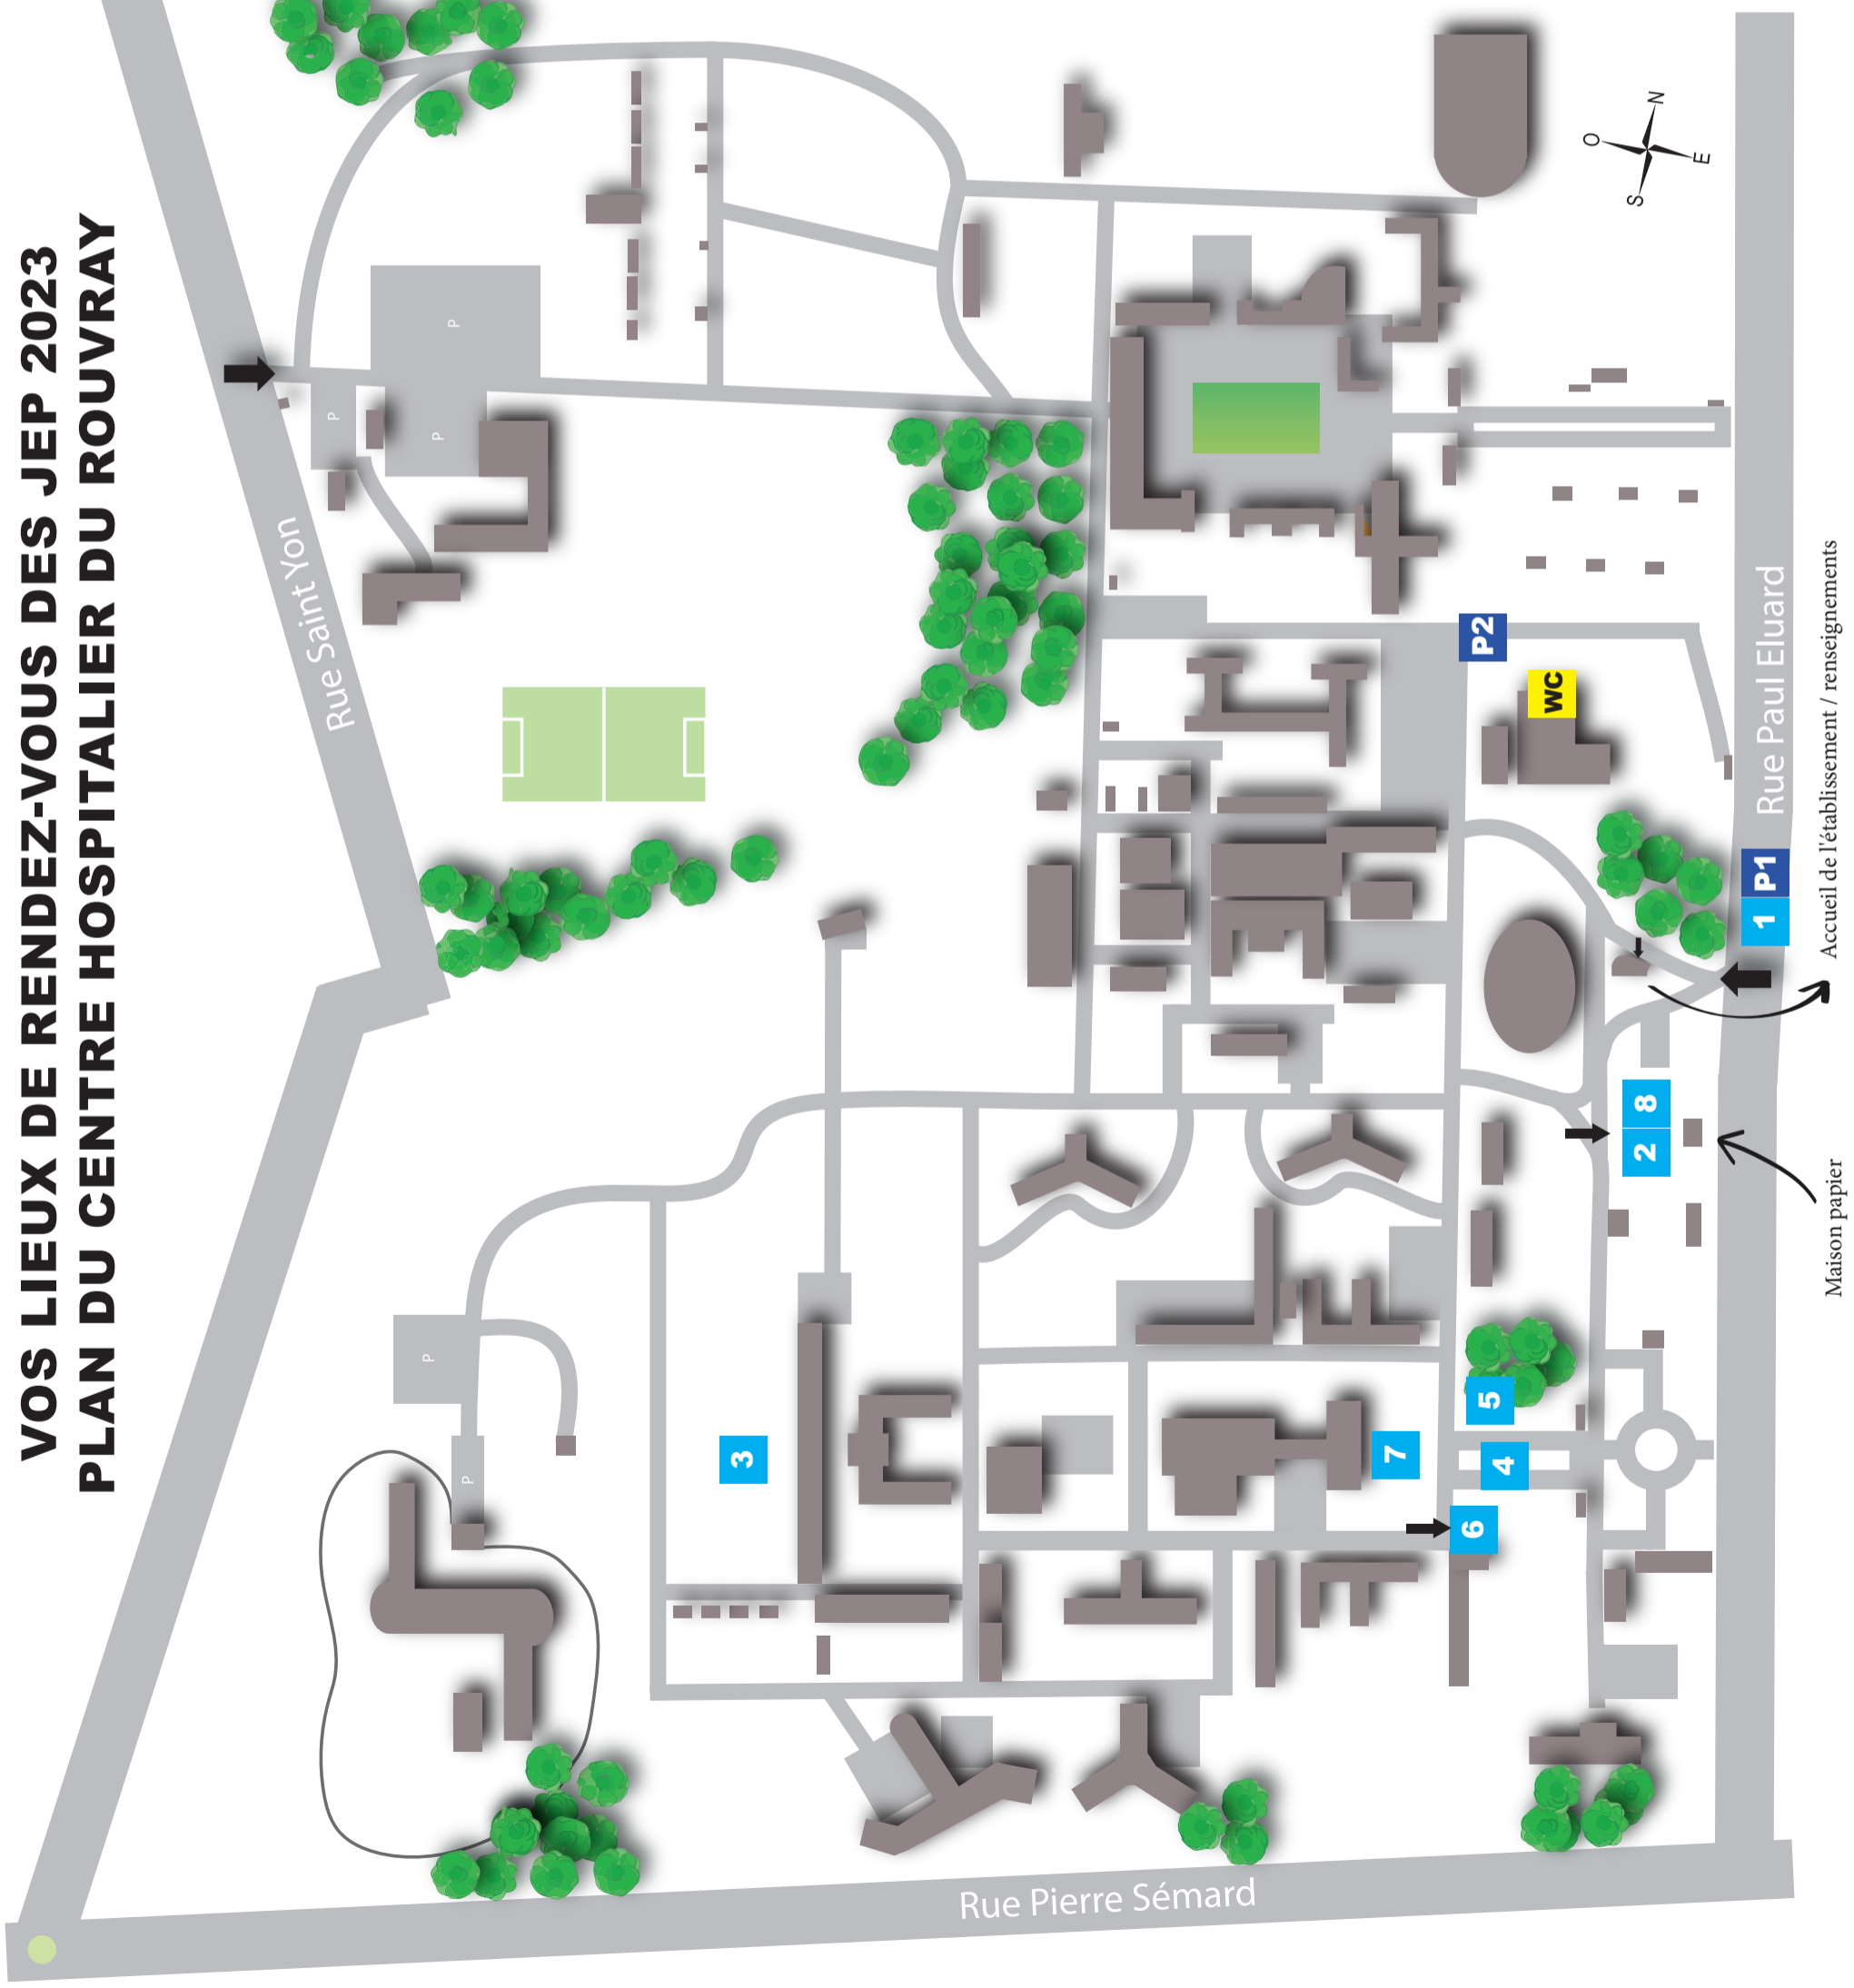 VOS LIEUX DE RENDEZ-VOUS DES JEP 2023
PLAN DU CENTRE HOSPITALIER DU ROUVRAY
Rue Saint Yon
P
P
P
P
P
O
N
S
E
P2
WC
Rue Paul Eluard
1 P1
Accueil de l'établissement / renseignements
2 8
Maison papier
3
5
4
7
6
Rue Pierre Sémard